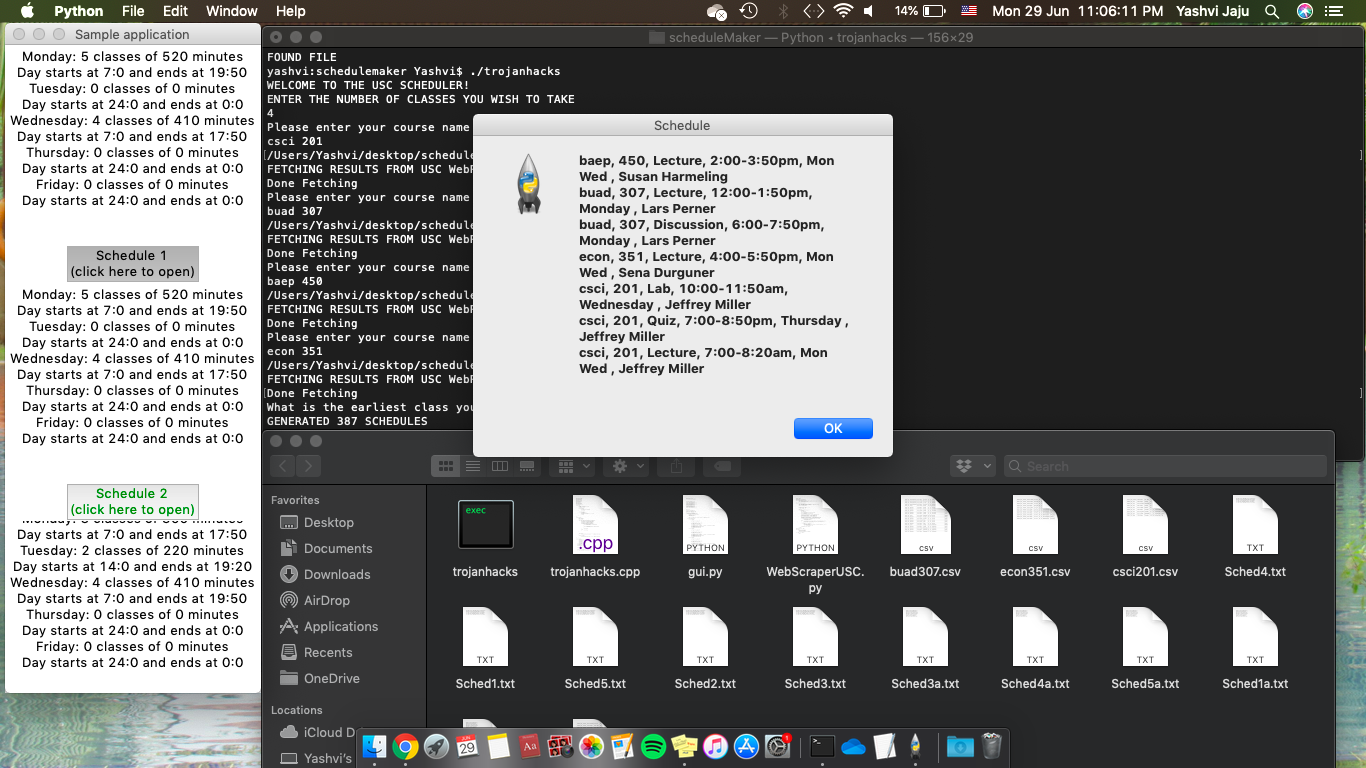 Python File Edit Window Help 14% Mon 29 Jun 11:06:11 PM Yashvi Jaju
Sample application
Monday: 5 classes of 520 minutes
Day starts at 7:0 and ends at 19:50
Tuesday: 0 classes of 0 minutes
Day starts at 24:0 and ends at 0:0
Wednesday: 4 classes of 410 minutes
Day starts at 7:0 and ends at 17:50
Thursday: 0 classes of 0 minutes
Day starts at 24:0 and ends at 0:0
Friday: 0 classes of 0 minutes
Day starts at 24:0 and ends at 0:0
Schedule 1
(click here to open)
Monday: 5 classes of 520 minutes
Day starts at 7:0 and ends at 19:50
Tuesday: 0 classes of 0 minutes
Day starts at 24:0 and ends at 0:0
Wednesday: 4 classes of 410 minutes
Day starts at 7:0 and ends at 17:50
Thursday: 0 classes of 0 minutes
Day starts at 24:0 and ends at 0:0
Friday: 0 classes of 0 minutes
Day starts at 24:0 and ends at 0:0
Schedule 2
(click here to open)
Day starts at 7:0 and ends at 17:50
Tuesday: 2 classes of 220 minutes
Day starts at 14:0 and ends at 19:20
Wednesday: 4 classes of 410 minutes
Day starts at 7:0 and ends at 19:50
Thursday: 0 classes of 0 minutes
Day starts at 24:0 and ends at 0:0
Friday: 0 classes of 0 minutes
Day starts at 24:0 and ends at 0:0
scheduleMaker — Python • trojanhacks — 156×29
FOUND FILE
yashvi:schedulemaker Yashvi$ ./trojanhacks
WELCOME TO THE USC SCHEDULER!
ENTER THE NUMBER OF CLASSES YOU WISH TO TAKE
4
Please enter your course name
csci 201
/Users/Yashvi/desktop/schedule
FETCHING RESULTS FROM USC Web
Done Fetching
Please enter your course name
buad 307
/Users/Yashvi/desktop/schedule
FETCHING RESULTS FROM USC Web
Done Fetching
Please enter your course name
baep 450
/Users/Yashvi/desktop/schedule
FETCHING RESULTS FROM USC Web
Done Fetching
Please enter your course name
econ 351
/Users/Yashvi/desktop/schedule
FETCHING RESULTS FROM USC Web
Done Fetching
What is the earliest class you
GENERATED 387 SCHEDULES
Schedule
baep, 450, Lecture, 2:00-3:50pm, Mon
Wed , Susan Harmeling
buad, 307, Lecture, 12:00-1:50pm,
Monday , Lars Perner
buad, 307, Discussion, 6:00-7:50pm,
Monday , Lars Perner
econ, 351, Lecture, 4:00-5:50pm, Mon
Wed , Sena Durguner
csci, 201, Lab, 10:00-11:50am,
Wednesday , Jeffrey Miller
csci, 201, Quiz, 7:00-8:50pm, Thursday ,
Jeffrey Miller
csci, 201, Lecture, 7:00-8:20am, Mon
Wed , Jeffrey Miller
OK
Search
Favorites
Desktop
Documents
Downloads
AirDrop
Applications
Recents
OneDrive
Locations
iCloud D
Yashvi's
exec .cpp PYTHON PYTHON csv csv csv TXT
trojanhacks trojanhacks.cpp gui.py WebScraperUSC.py buad307.csv econ351.csv csci201.csv Sched4.txt
TXT TXT TXT TXT TXT TXT TXT TXT
Sched1.txt Sched5.txt Sched2.txt Sched3.txt Sched3a.txt Sched4a.txt Sched5a.txt Sched1a.txt
JUN
29
Aa
1